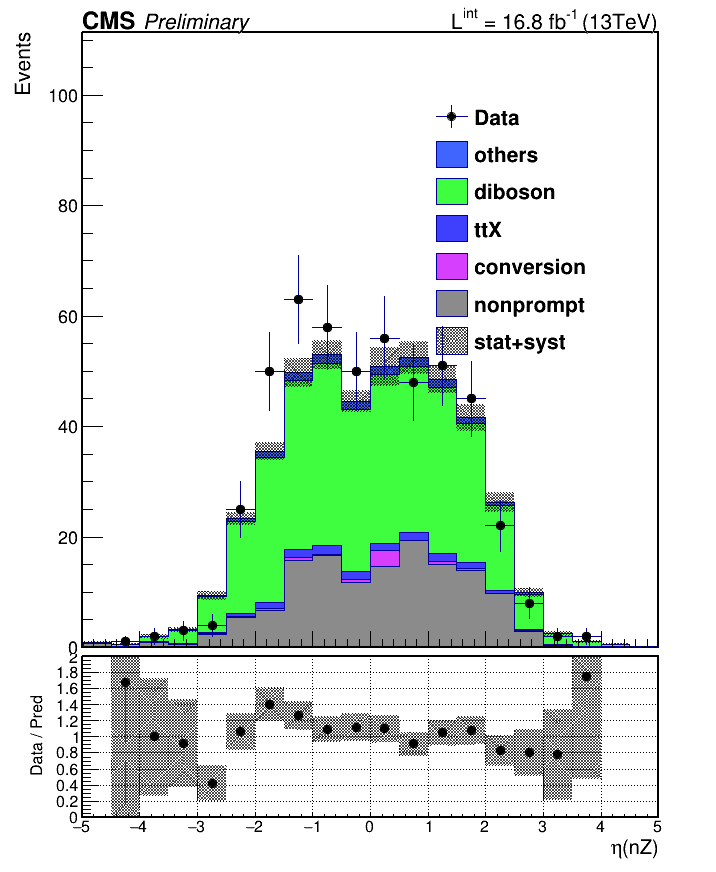 CMS Preliminary
L^int = 16.8 fb^-1 (13TeV)
Events
100
80
60
40
20
0
Data
others
diboson
ttX
conversion
nonprompt
stat+syst
Data / Pred
2
1.8
1.6
1.4
1.2
1
0.8
0.6
0.4
0.2
0
−5 −4 −3 −2 −1 0 1 2 3 4 5
η(nZ)